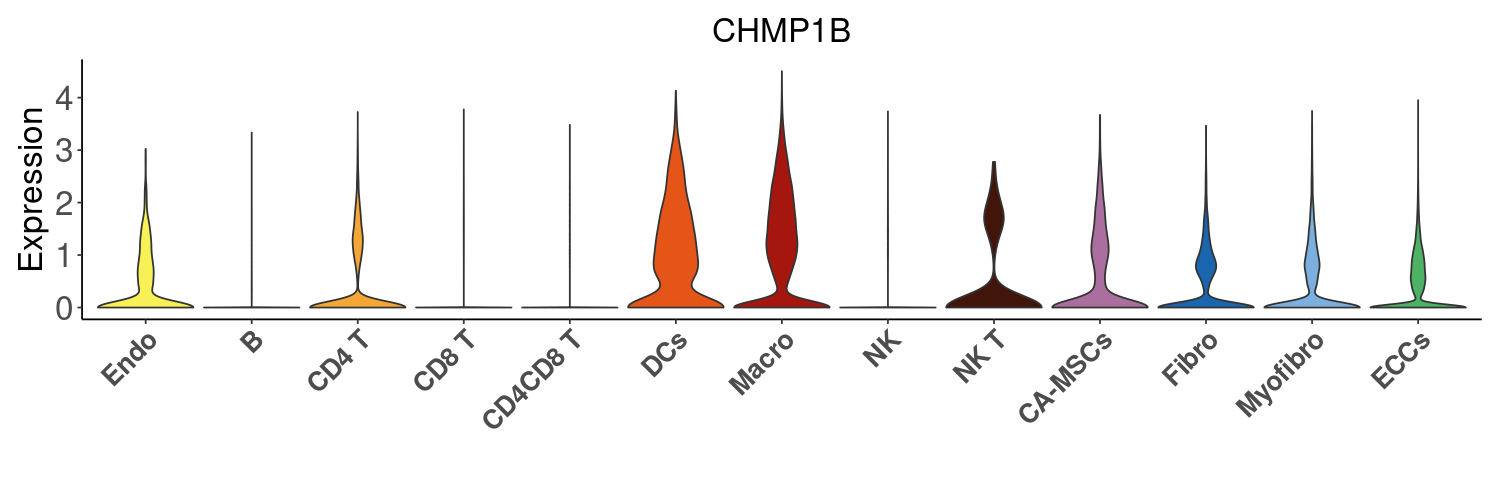 CHMP1B
Expression
4
3
2
1
0
Endo
B
CD4 T
CD8 T
CD4CD8 T
DCs
Macro
NK
NK T
CA-MSCs
Fibro
Myofibro
ECCs